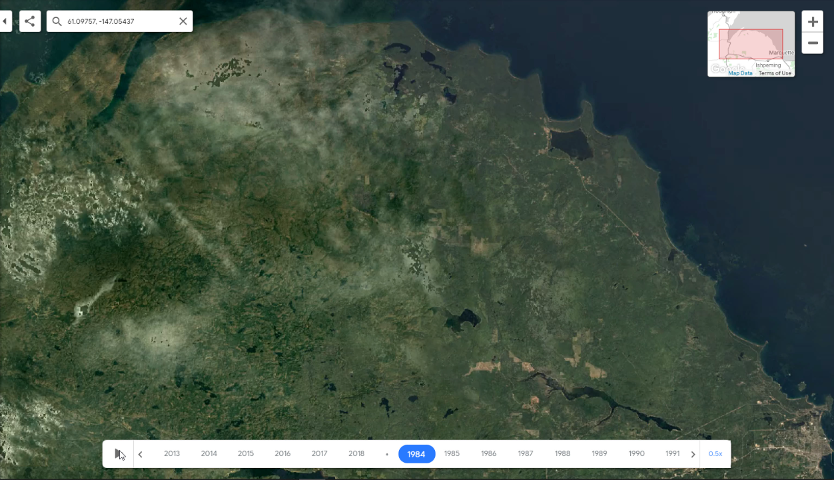 61.09757, -147.05437
Ishpeming
Map Data Terms of Use
2013 2014 2015 2016 2017 2018 1984 1985 1986 1987 1988 1989 1990 1991 0.5x